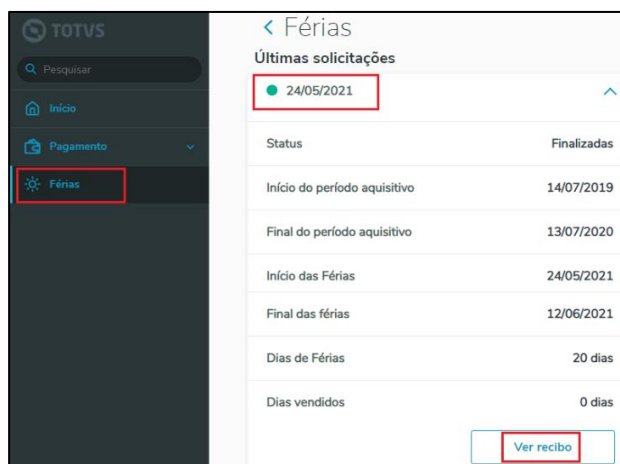 TOTVS
Pesquisar
Início
Pagamento
Férias
Férias
Últimas solicitações
24/05/2021
Status Finalizadas
Início do período aquisitivo 14/07/2019
Final do período aquisitivo 13/07/2020
Início das Férias 24/05/2021
Final das férias 12/06/2021
Dias de Férias 20 dias
Dias vendidos 0 dias
Ver recibo